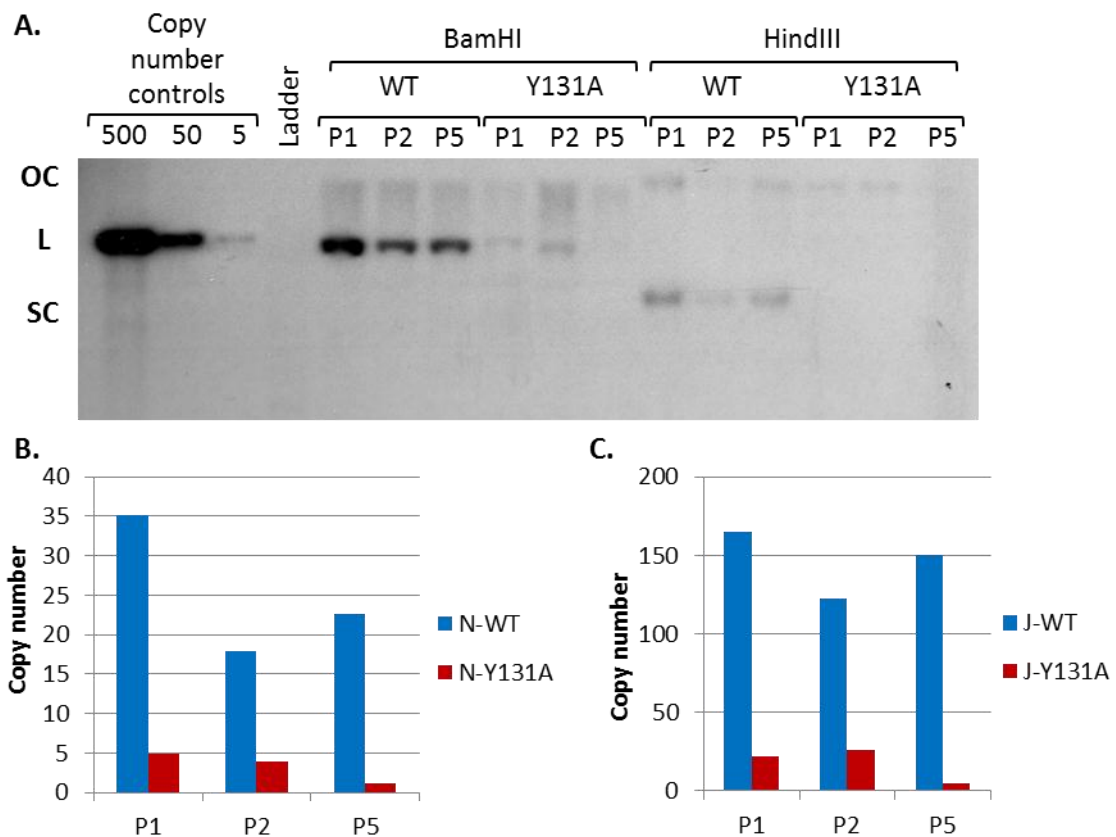 A.
Copy
number
controls
500 50 5
Ladder
BamHI HindIII
WT Y131A WT Y131A
P1 P2 P5 P1 P2 P5 P1 P2 P5 P1 P2 P5
OC
L
SC
B.
Copy number
40
35
30
25
20
15
10
5
0
P1 P2 P5
N-WT
N-Y131A
C.
Copy number
200
150
100
50
0
P1 P2 P5
J-WT
J-Y131A